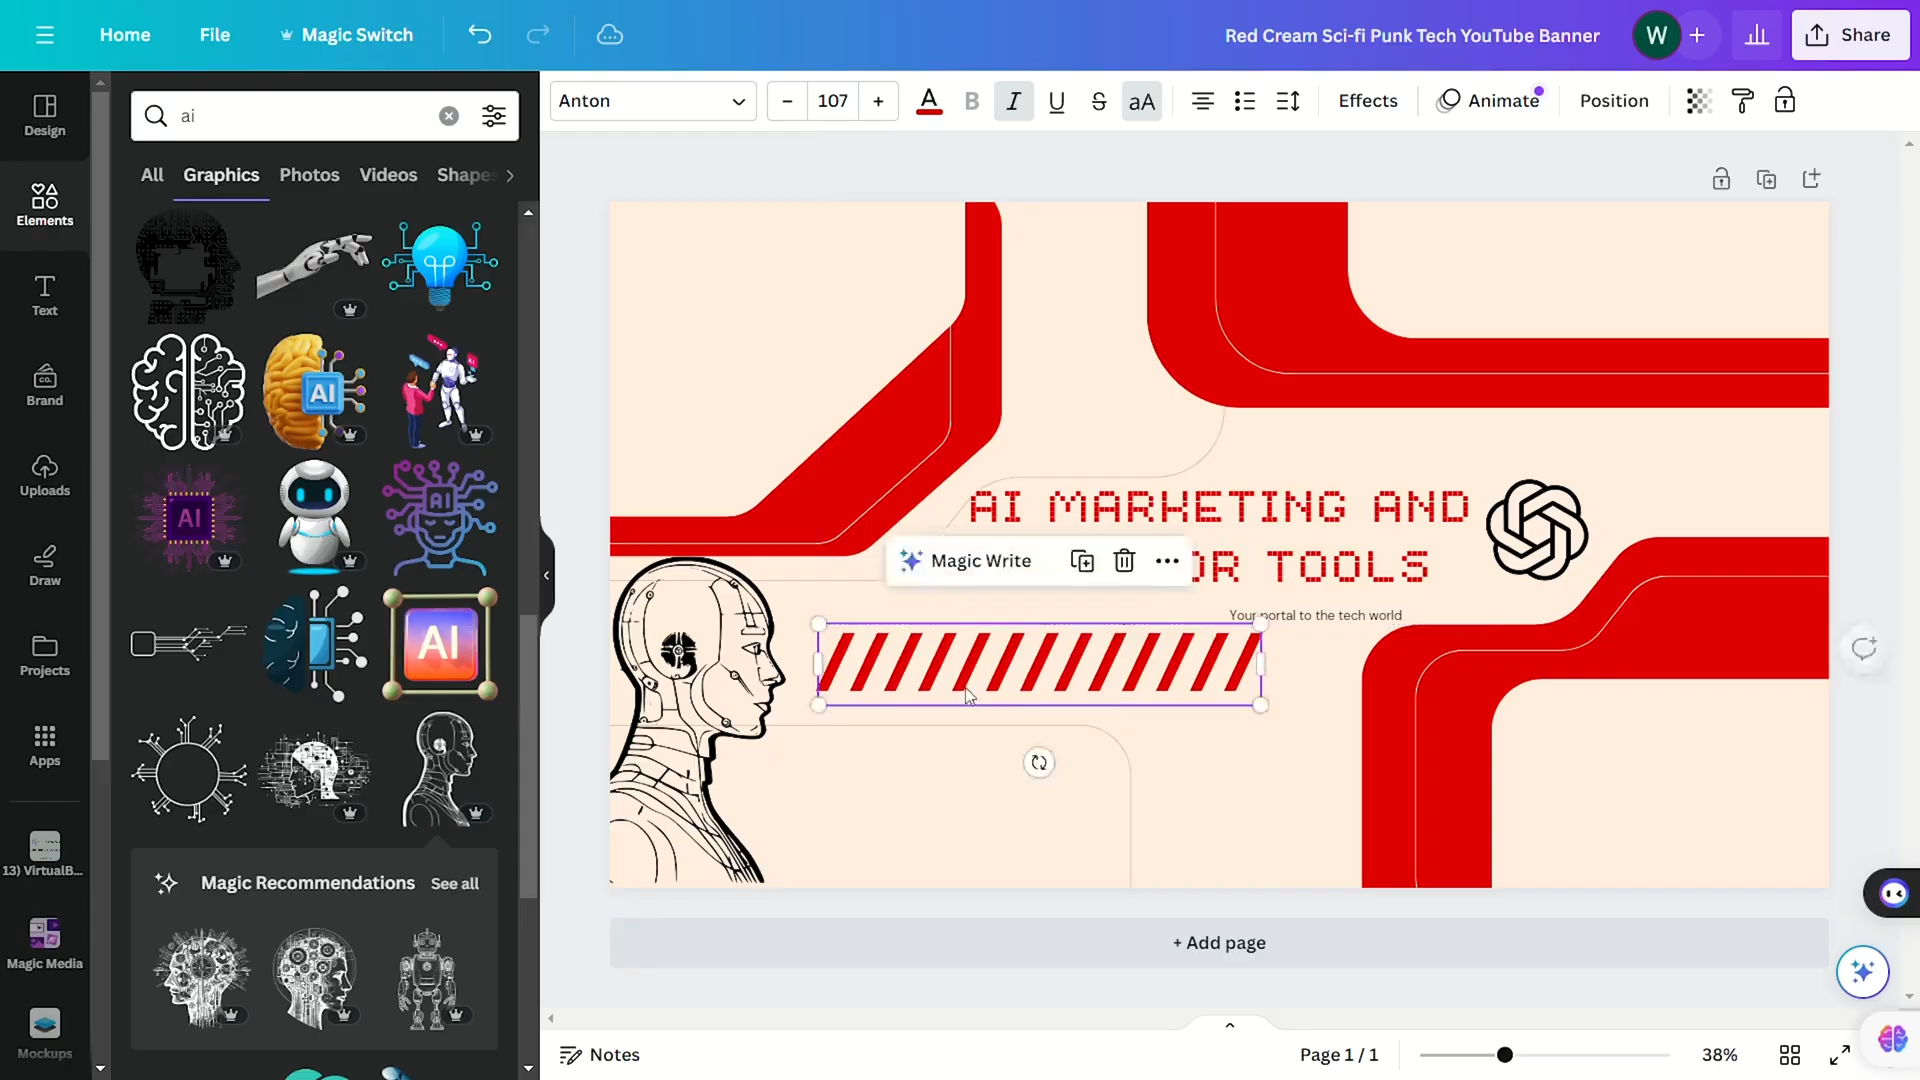 Home
File
Magic Switch
Red Cream Sci-fi Punk Tech YouTube Banner
W
Share
Design
Elements
Text
Brand
Uploads
Draw
Projects
Apps
13) VirtualB...
Magic Media
Mockups
ai
All
Graphics
Photos
Videos
Shapes
AI
AI
AI
AI
Magic Recommendations
See all
Anton
107
A
B
I
U
S
aA
Effects
Animate
Position
AI MARKETING AND
OR TOOLS
Magic Write
Your portal to the tech world
+ Add page
Notes
Page 1 / 1
38%